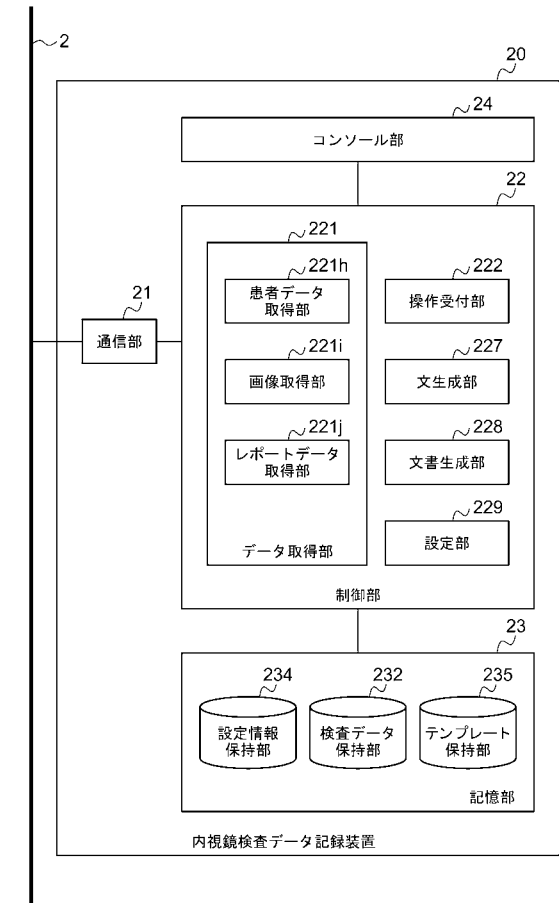 2
20
24
コンソール部
22
221
221h
患者データ
取得部
222
操作受付部
21
通信部
221i
画像取得部
227
文生成部
221j
レポートデータ
取得部
228
文書生成部
229
設定部
データ取得部
制御部
23
234
設定情報
保持部
232
検査データ
保持部
235
テンプレート
保持部
記憶部
内視鏡検査データ記録装置